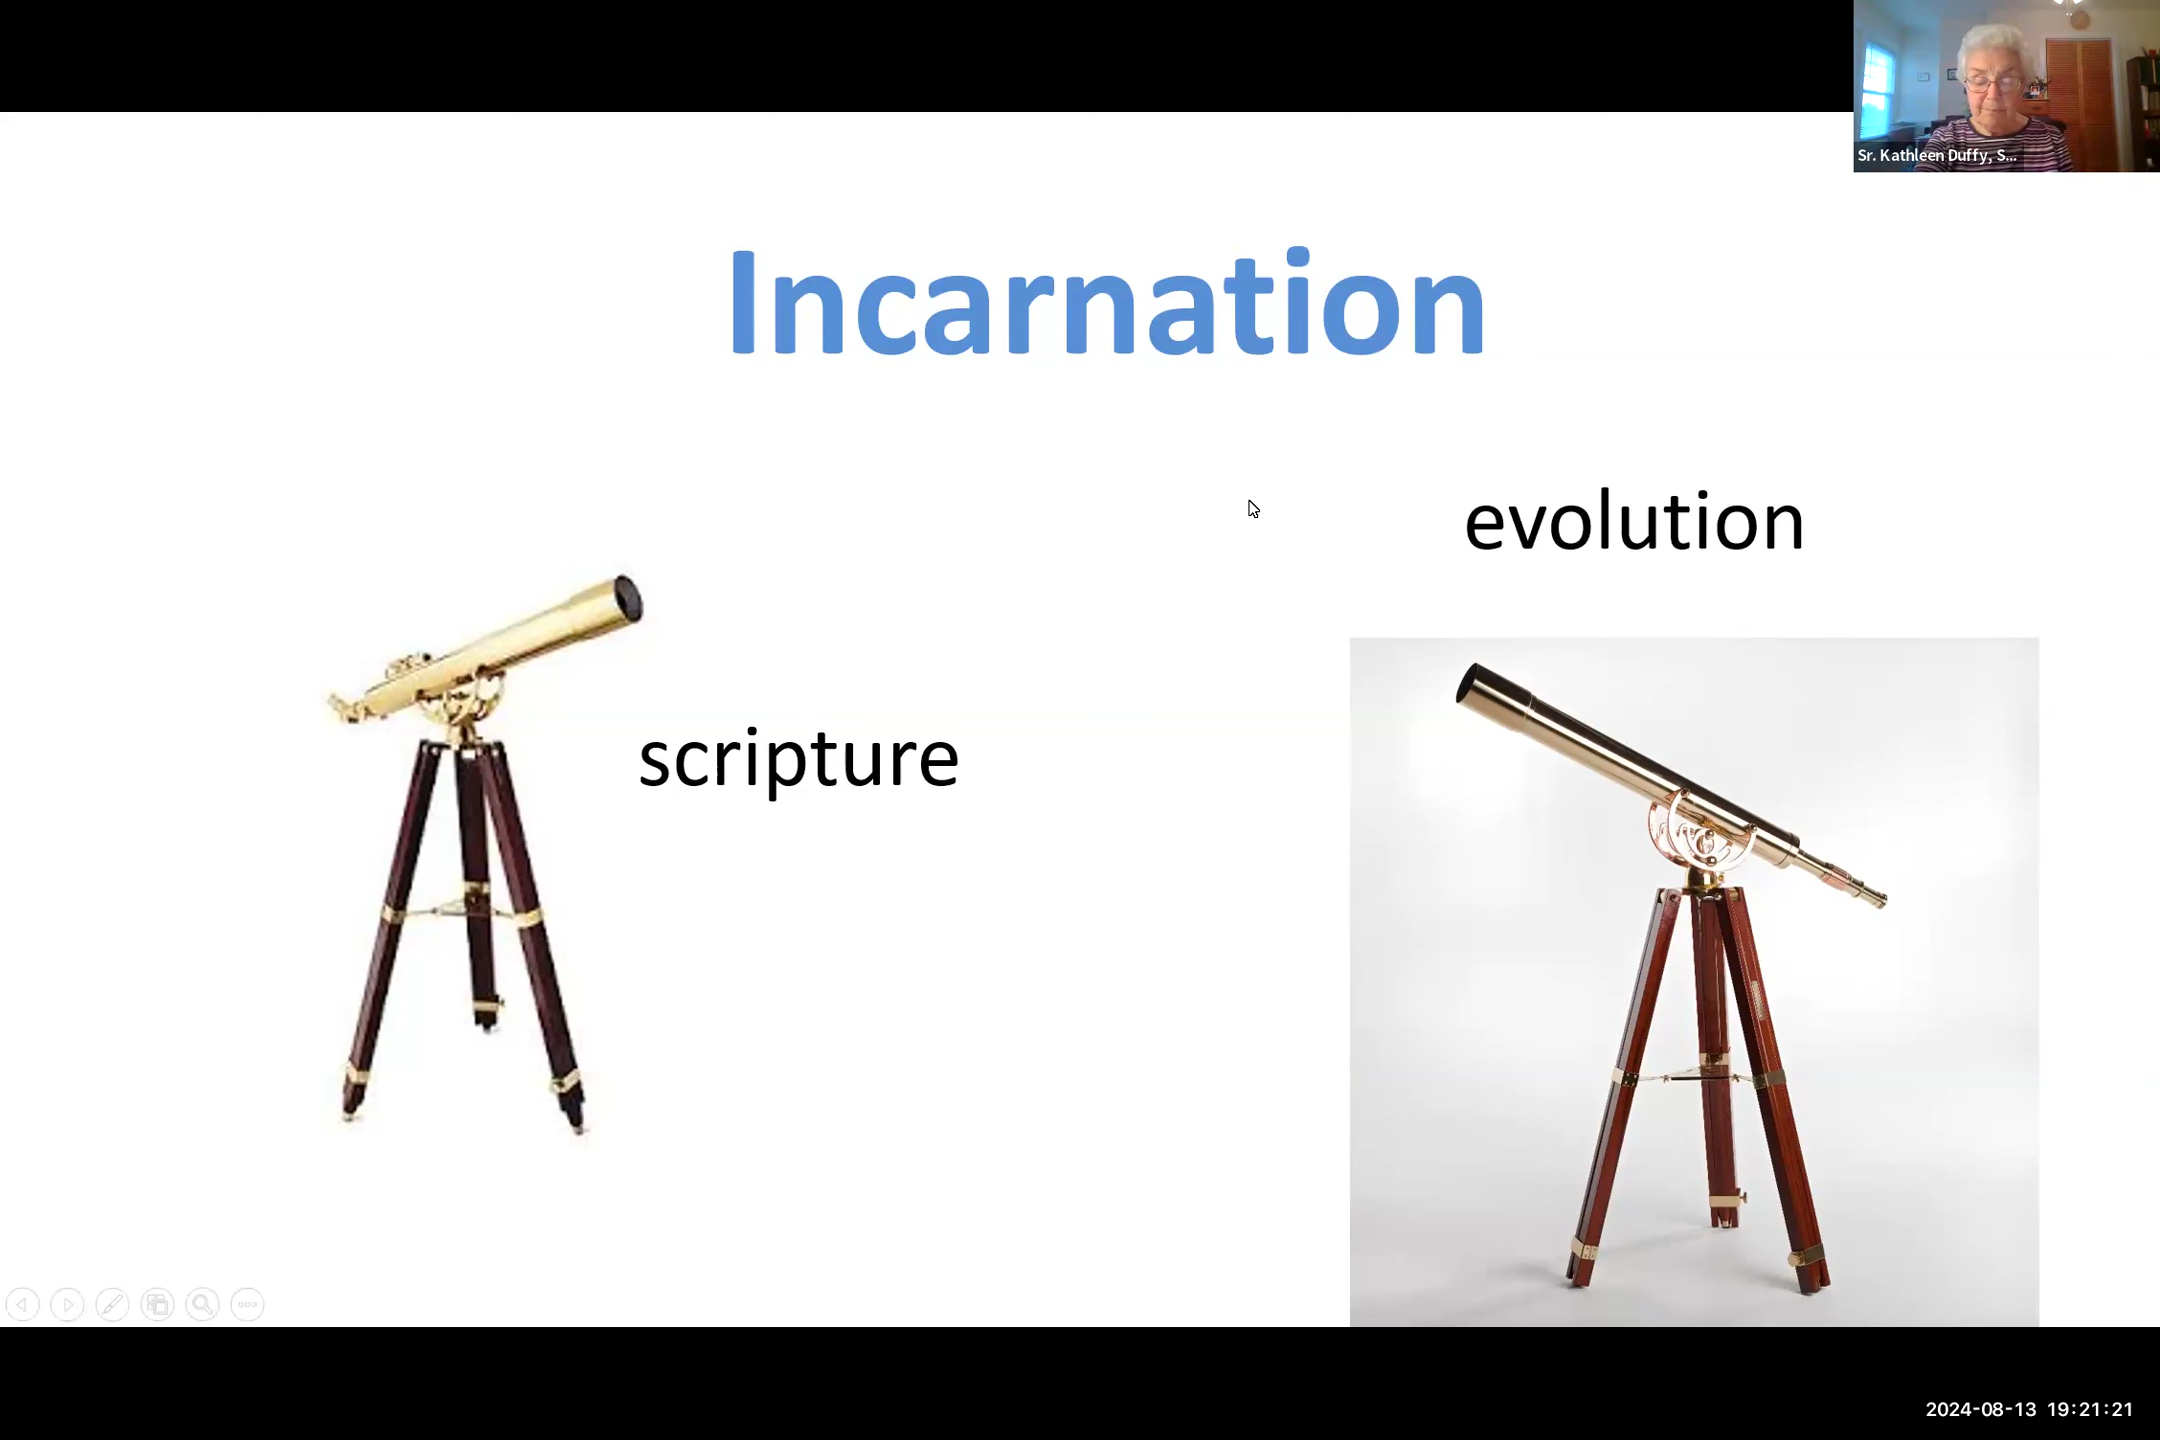 Sr. Kathleen Duffy, S...
Incarnation
evolution
scripture
2024-08-13 19:21:21